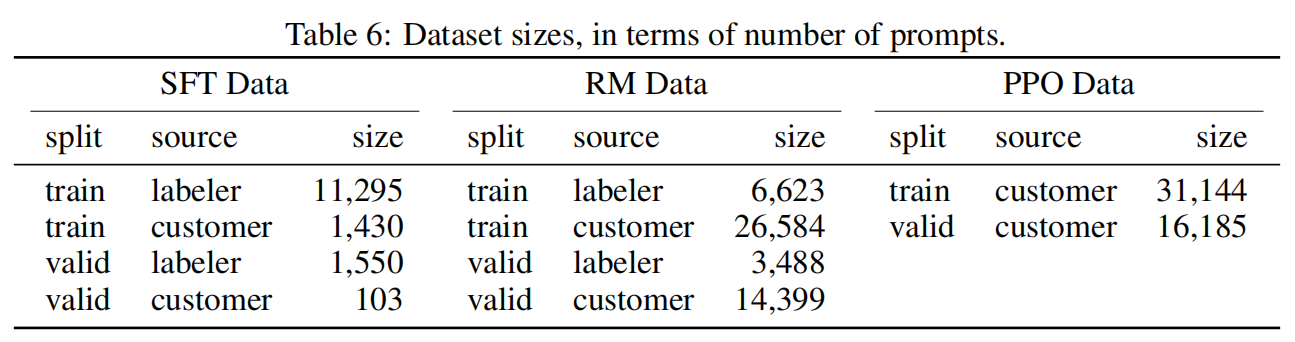 Table 6: Dataset sizes, in terms of number of prompts.
SFT Data RM Data PPO Data
split source size split source size split source size
train labeler 11,295 train labeler 6,623 train customer 31,144
train customer 1,430 train customer 26,584 valid customer 16,185
valid labeler 1,550 valid labeler 3,488
valid customer 103 valid customer 14,399